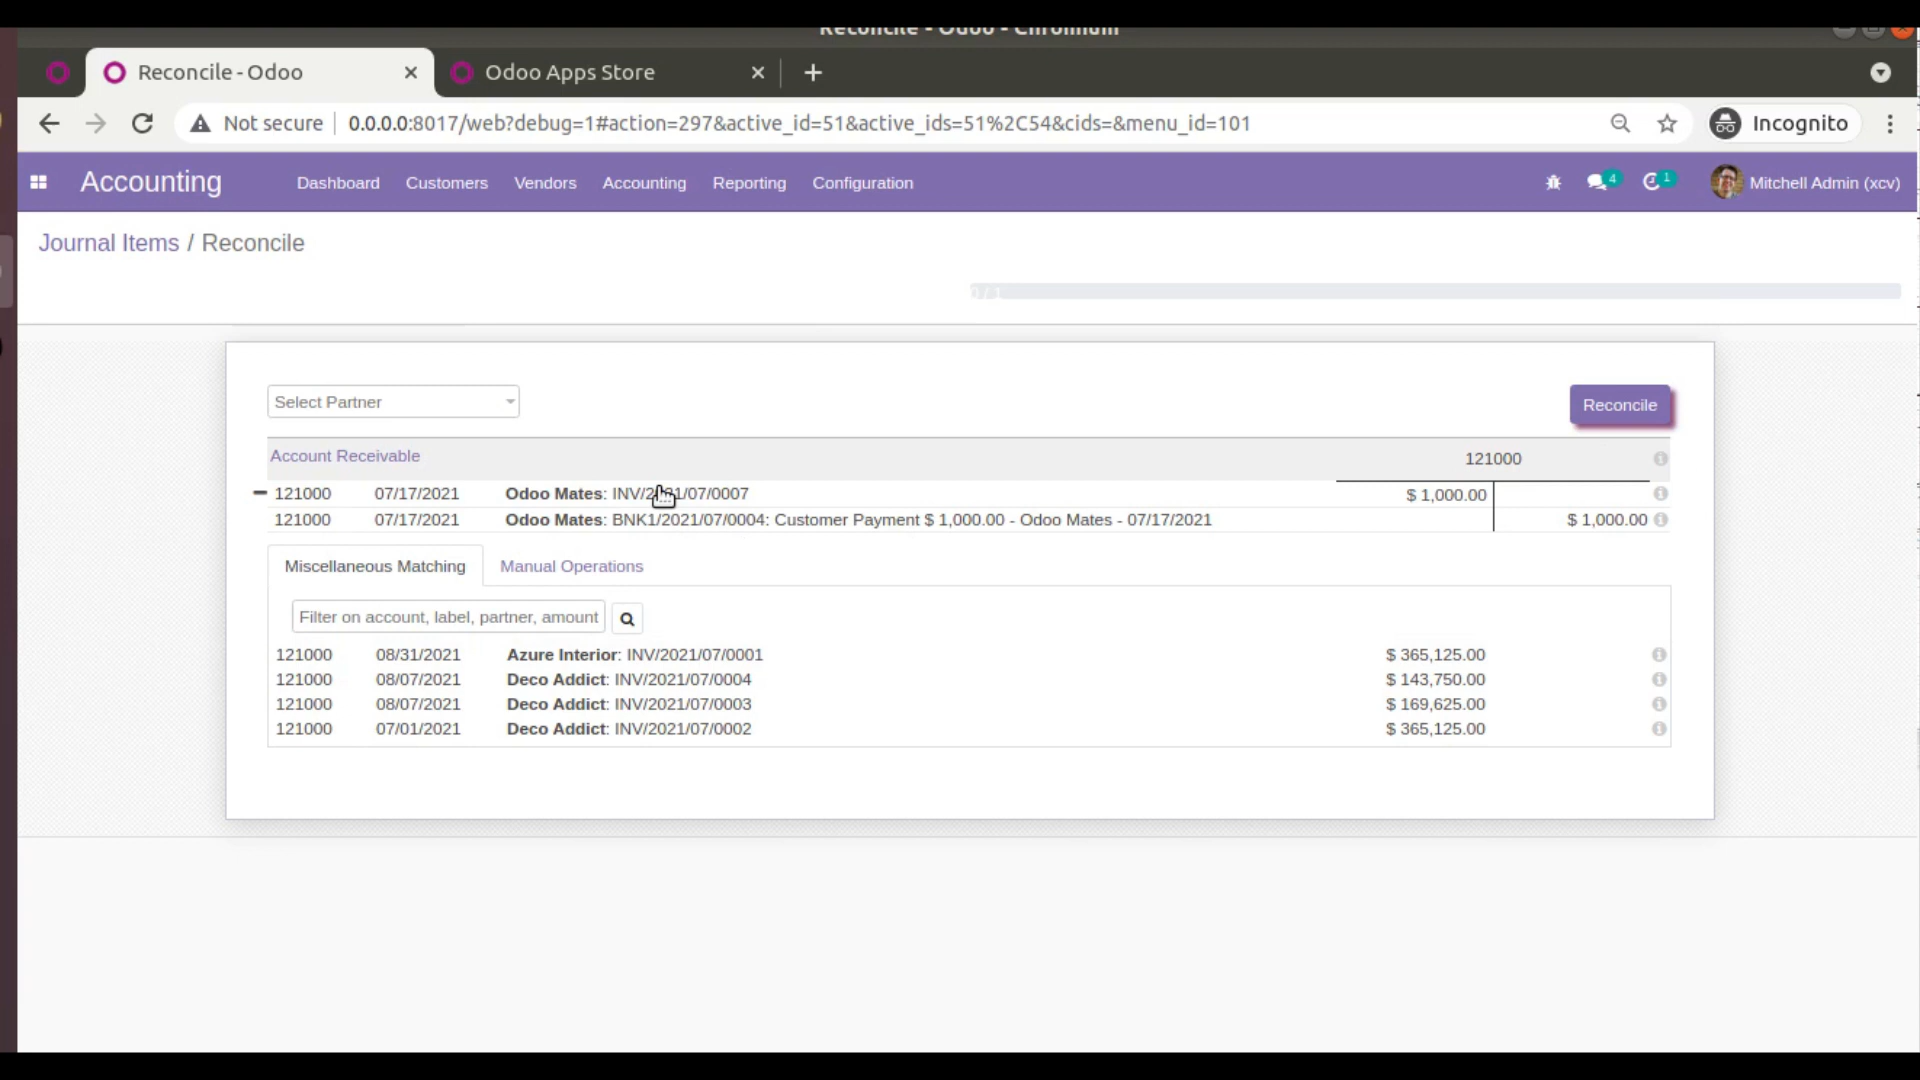 Reconcile - Odoo - Chromium
Reconcile - Odoo
Odoo Apps Store
Not secure
0.0.0.0:8017/web?debug=1#action=297&active_id=51&active_ids=51%2C54&cids=&menu_id=101
Incognito
Accounting
Dashboard
Customers
Vendors
Accounting
Reporting
Configuration
4
1
Mitchell Admin (xcv)
Journal Items / Reconcile
0 / 1
Select Partner
Reconcile
Account Receivable 121000
121000 07/17/2021 Odoo Mates: INV/2021/07/0007 $ 1,000.00
121000 07/17/2021 Odoo Mates: BNK1/2021/07/0004: Customer Payment $ 1,000.00 - Odoo Mates - 07/17/2021 $ 1,000.00
Miscellaneous Matching
Manual Operations
Filter on account, label, partner, amount
121000 08/31/2021 Azure Interior: INV/2021/07/0001 $ 365,125.00
121000 08/07/2021 Deco Addict: INV/2021/07/0004 $ 143,750.00
121000 08/07/2021 Deco Addict: INV/2021/07/0003 $ 169,625.00
121000 07/01/2021 Deco Addict: INV/2021/07/0002 $ 365,125.00